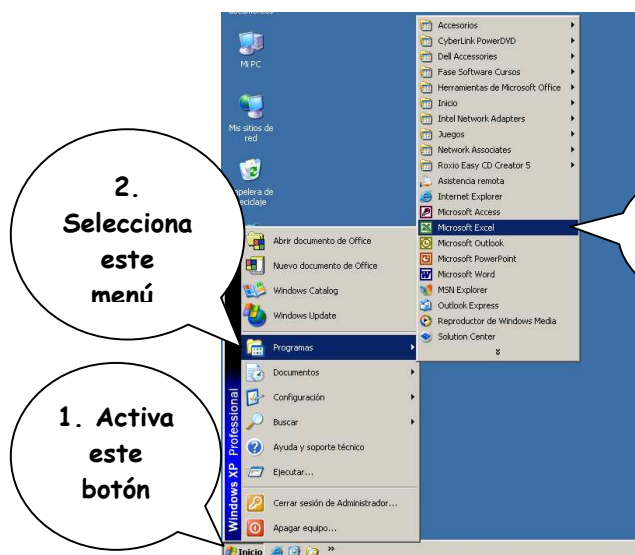 MI PC
Mis sitios de
red
2.
Selecciona
este
menú
1. Activa
este
botón
Accesorios
CyberLink PowerDVD
Dell Accessories
Fase Software Cursos
Herramientas de Microsoft Office
Inicio
Intel Network Adapters
Juegos
Network Associates
Roxio Easy CD Creator 5
Asistencia remota
Internet Explorer
Microsoft Access
Microsoft Excel
Microsoft Outlook
Microsoft PowerPoint
Microsoft Word
MSN Explorer
Outlook Express
Reproductor de Windows Media
Solution Center
Abrir documento de Office
Nuevo documento de Office
Windows Catalog
Windows Update
Programas
Documentos
Configuración
Buscar
Ayuda y soporte técnico
Ejecutar...
Cerrar sesión de Administrador...
Apagar equipo...
Windows XP Professional
Inicio